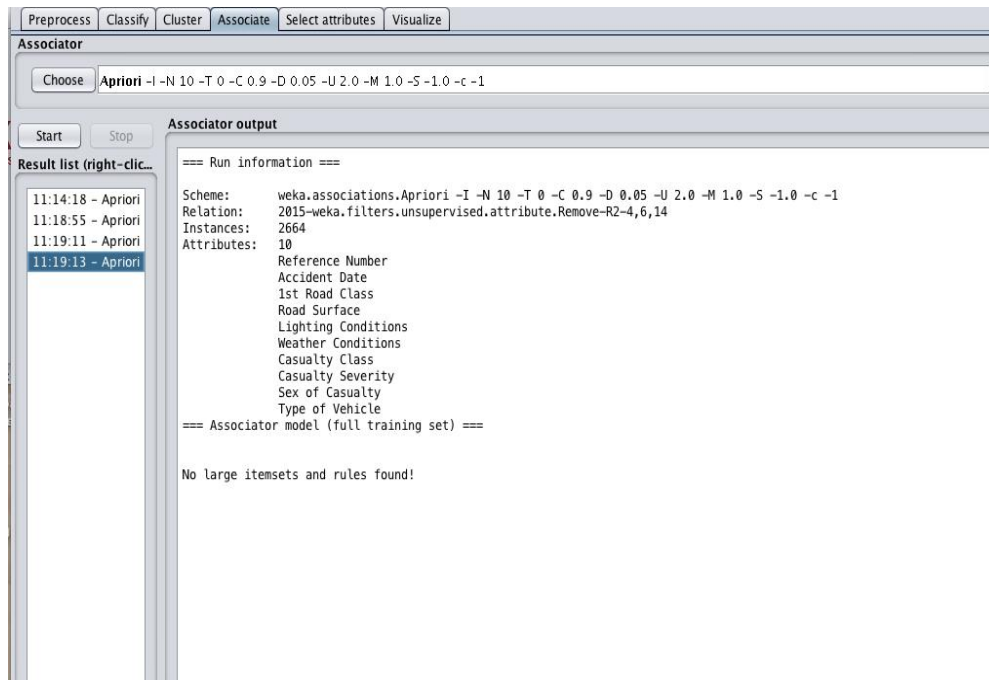 Preprocess Classify Cluster Associate Select attributes Visualize
Associator
Choose Apriori -I -N 10 -T 0 -C 0.9 -D 0.05 -U 2.0 -M 1.0 -S -1.0 -c -1
Start Stop
Result list (right-clic...
11:14:18 - Apriori
11:18:55 - Apriori
11:19:11 - Apriori
11:19:13 - Apriori
Associator output
=== Run information ===
Scheme: weka.associations.Apriori -I -N 10 -T 0 -C 0.9 -D 0.05 -U 2.0 -M 1.0 -S -1.0 -c -1
Relation: 2015-weka.filters.unsupervised.attribute.Remove-R2-4,6,14
Instances: 2664
Attributes: 10
Reference Number
Accident Date
1st Road Class
Road Surface
Lighting Conditions
Weather Conditions
Casualty Class
Casualty Severity
Sex of Casualty
Type of Vehicle
=== Associator model (full training set) ===
No large itemsets and rules found!